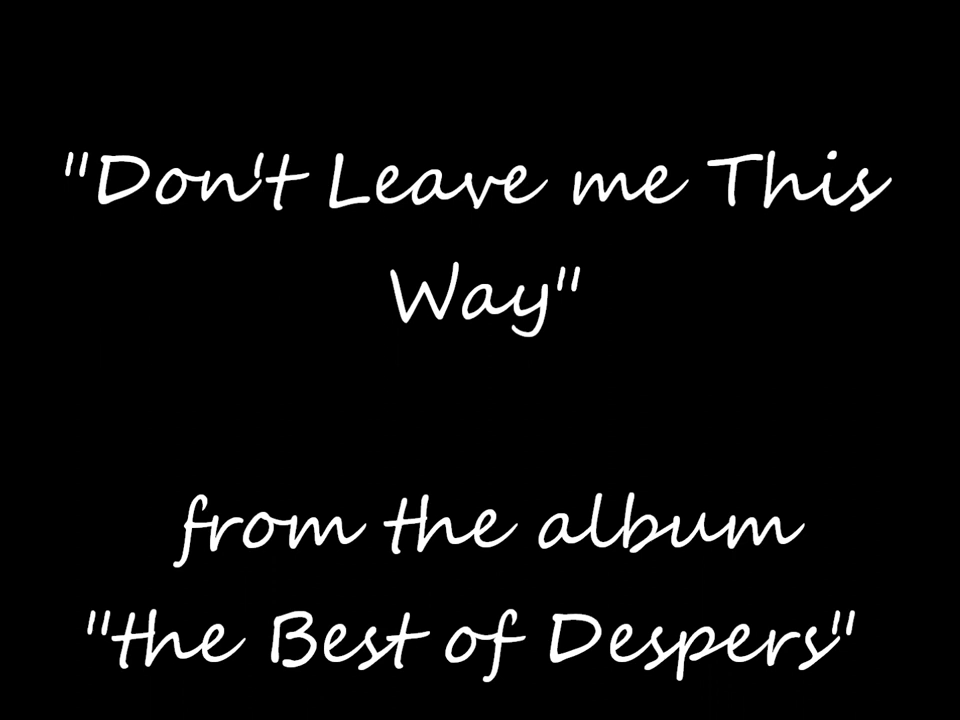 "Don't Leave me This
Way"
from the album
"the Best of Despers"